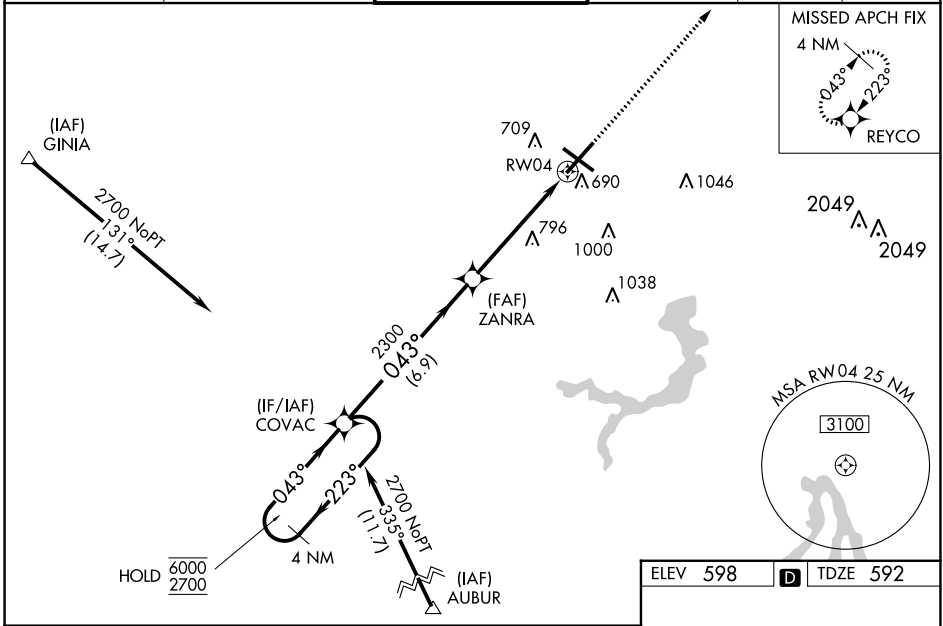 MISSED APCH FIX
4 NM
043°
223°
REYCO
(IAF)
GINIA
2700 NoPT
131°
(14.7)
709
RW04
690
1046
2049
2049
796
1000
1038
(FAF)
ZANRA
2300
043°
(6.9)
(IF/IAF)
COVAC
043°
223°
4 NM
HOLD 6000
2700
2700 NoPT
335°
(11.7)
(IAF)
AUBUR
MSA RW04 25 NM
3100
ELEV 598
D
TDZE 592